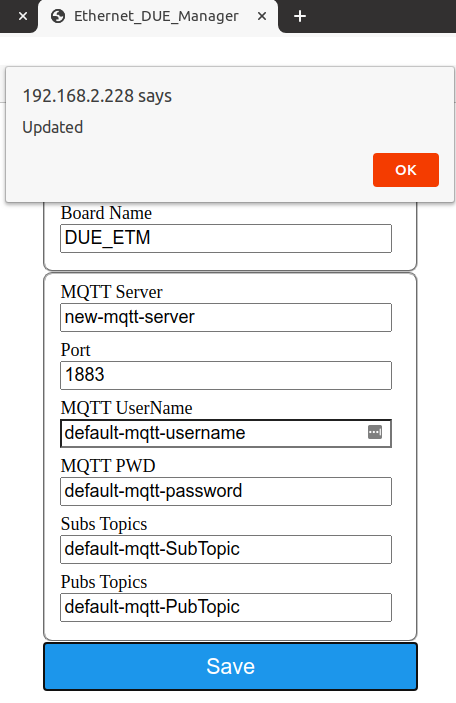 Ethernet_DUE_Manager
192.168.2.228 says
Updated
OK
Board Name
DUE_ETM
MQTT Server
new-mqtt-server
Port
1883
MQTT UserName
default-mqtt-username
MQTT PWD
default-mqtt-password
Subs Topics
default-mqtt-SubTopic
Pubs Topics
default-mqtt-PubTopic
Save